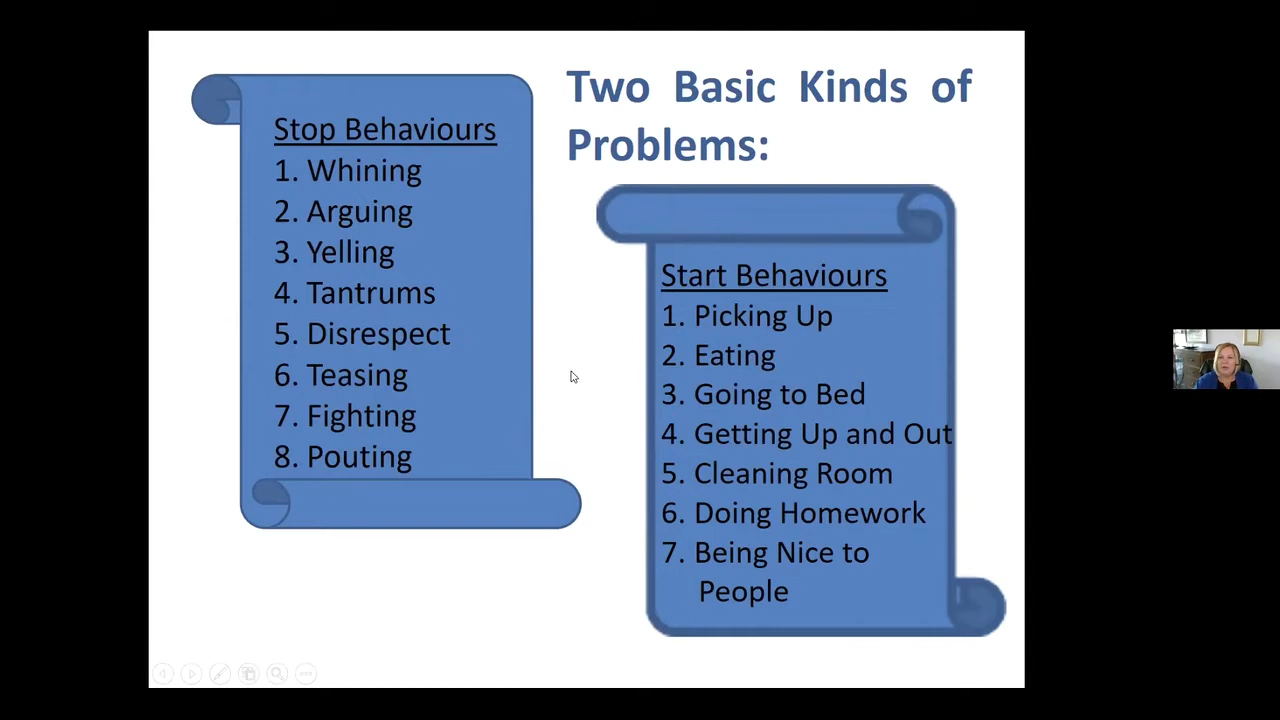 Two Basic Kinds of
Problems:
Stop Behaviours
1. Whining
2. Arguing
3. Yelling
4. Tantrums
5. Disrespect
6. Teasing
7. Fighting
8. Pouting
Start Behaviours
1. Picking Up
2. Eating
3. Going to Bed
4. Getting Up and Out
5. Cleaning Room
6. Doing Homework
7. Being Nice to
People